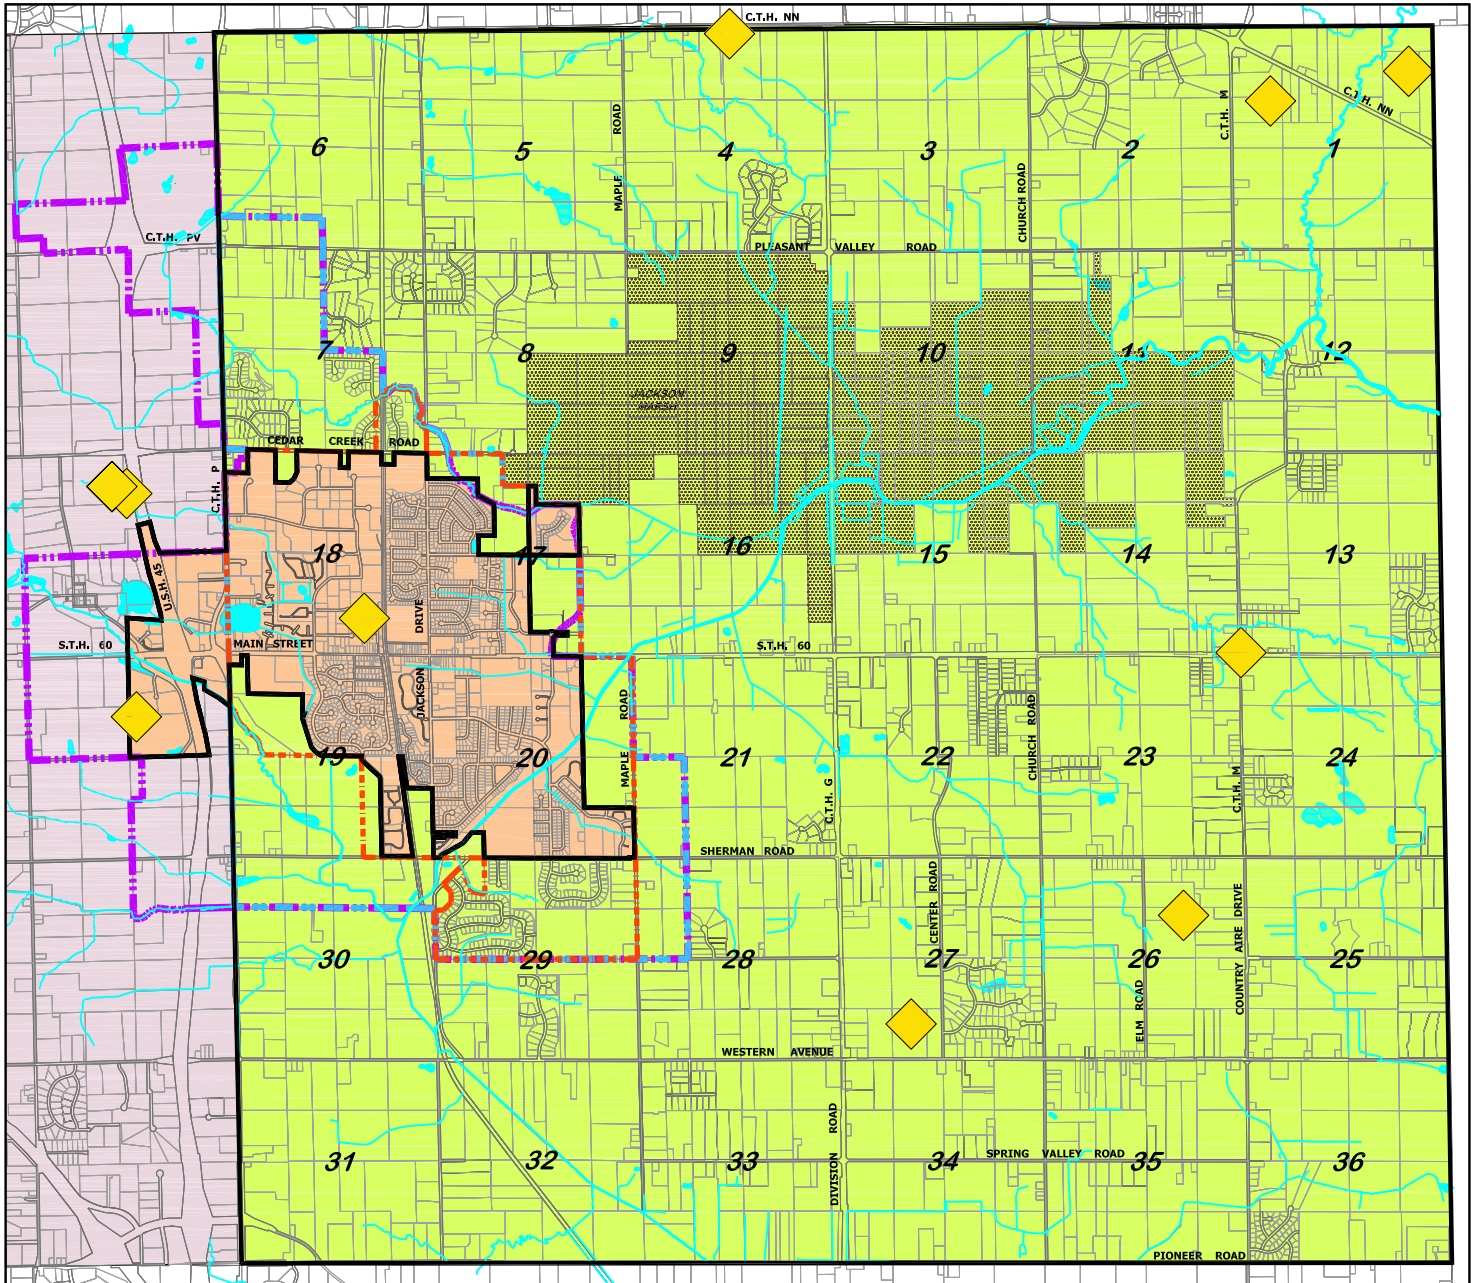 C.T.H. NN
C.T.H. NN
C.T.H. M
MAPLE ROAD
CHURCH ROAD
6
5
4
3
2
1
C.T.H. PV
PLEASANT VALLEY ROAD
7
8
9
10
11
12
JACKSON
MARSH
CEDAR CREEK ROAD
C.T.H. P
18
17
16
15
14
13
U.S.H. 45
S.T.H. 60
MAIN STREET
JACKSON DRIVE
S.T.H. 60
MAPLE ROAD
CHURCH ROAD
19
20
21
22
23
24
C.T.H. G
C.T.H. M
SHERMAN ROAD
CENTER ROAD
COUNTRY AIRE DRIVE
30
29
28
27
26
25
ELM ROAD
WESTERN AVENUE
DIVISION ROAD
SPRING VALLEY ROAD
31
32
33
34
35
36
PIONEER ROAD